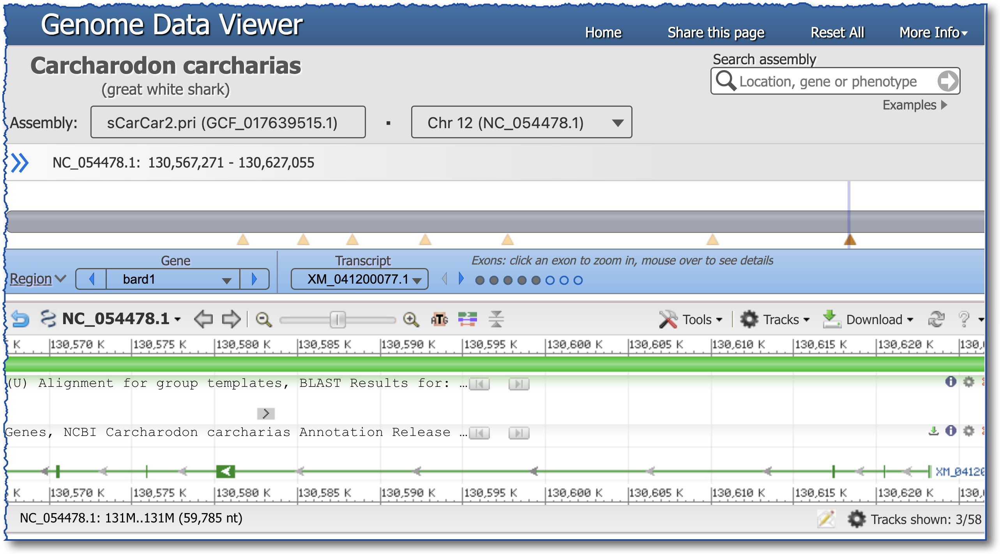 Genome Data Viewer
Home Share this page Reset All More Info
Carcharodon carcharias
(great white shark)
Search assembly
Location, gene or phenotype
Examples
Assembly: sCarCar2.pri (GCF_017639515.1) Chr 12 (NC_054478.1)
NC_054478.1: 130,567,271 - 130,627,055
Gene Transcript Exons: click an exon to zoom in, mouse over to see details
Region bard1 XM_041200077.1
NC_054478.1 ATG Tools Tracks Download ?
K 130,570 K 130,575 K 130,580 K 130,585 K 130,590 K 130,595 K 130,600 K 130,605 K 130,610 K 130,615 K 130,620 K 130,
(U) Alignment for group templates, BLAST Results for: …
Genes, NCBI Carcharodon carcharias Annotation Release …
XM_04120
K 130,570 K 130,575 K 130,580 K 130,585 K 130,590 K 130,595 K 130,600 K 130,605 K 130,610 K 130,615 K 130,620 K 130,
NC_054478.1: 131M..131M (59,785 nt) Tracks shown: 3/58